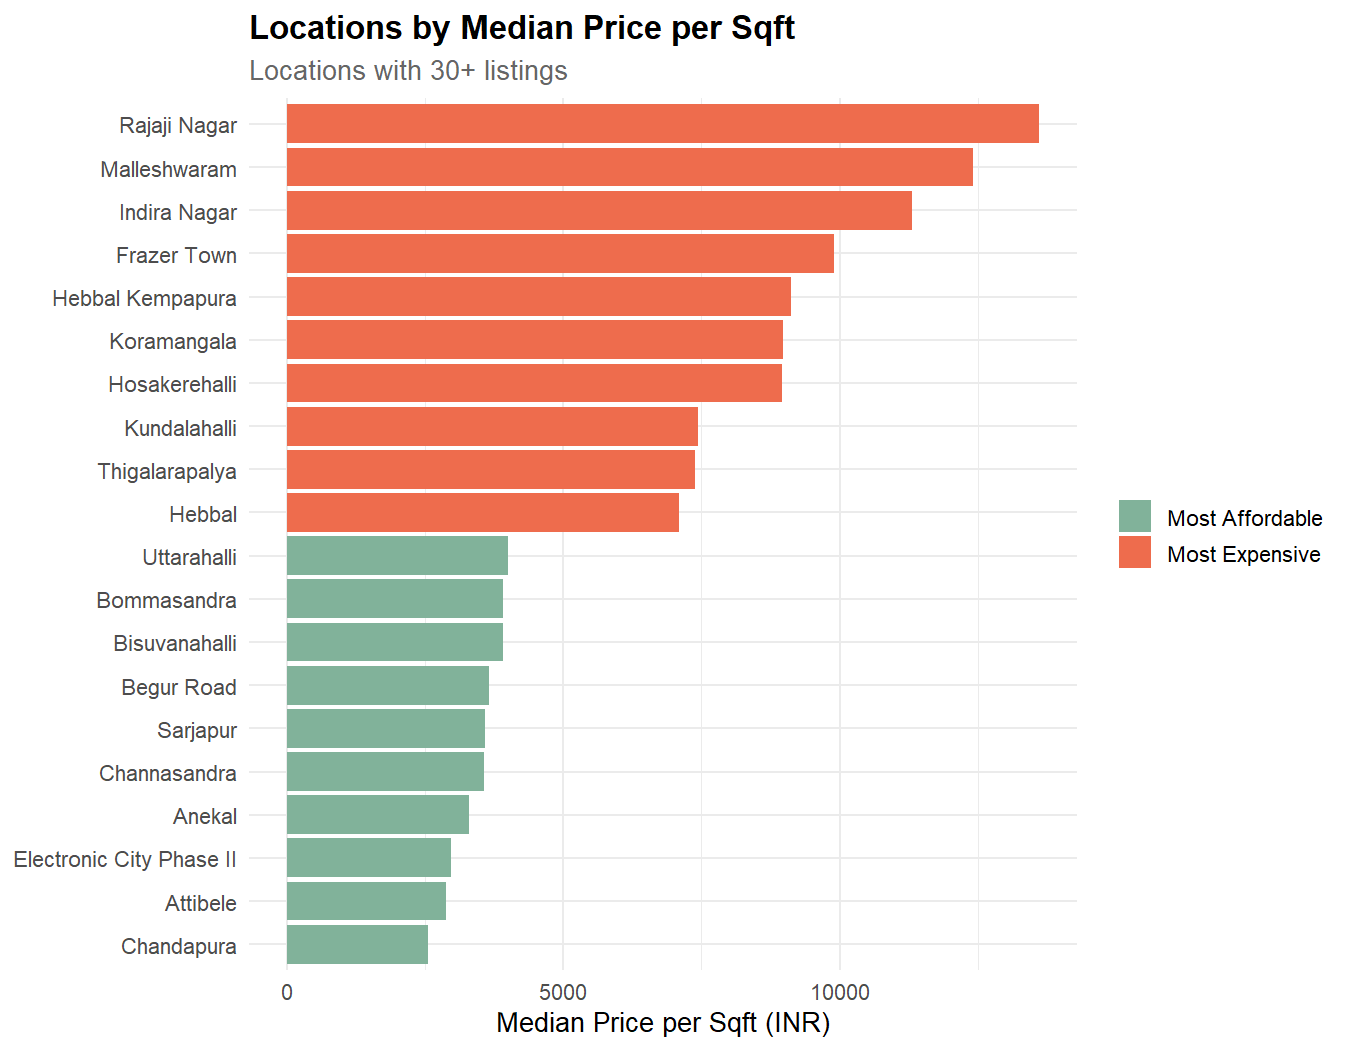 Locations by Median Price per Sqft
Locations with 30+ listings
Rajaji Nagar
Malleshwaram
Indira Nagar
Frazer Town
Hebbal Kempapura
Koramangala
Hosakerehalli
Kundalahalli
Thigalarapalya
Hebbal
Uttarahalli
Bommasandra
Bisuvanahalli
Begur Road
Sarjapur
Channasandra
Anekal
Electronic City Phase II
Attibele
Chandapura
0 5000 10000
Median Price per Sqft (INR)
Most Affordable
Most Expensive